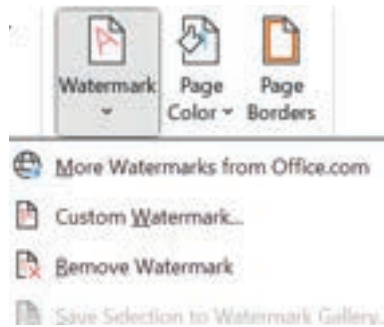 Watermark Page Page
Color Borders
More Watermarks from Office.com
Custom Watermark...
Remove Watermark
Save Selection to Watermark Gallery...